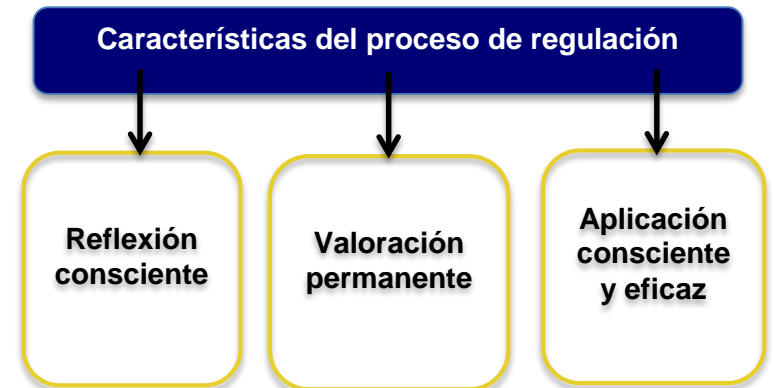 Características del proceso de regulación
Reflexión
consciente
Valoración
permanente
Aplicación
consciente
y eficaz